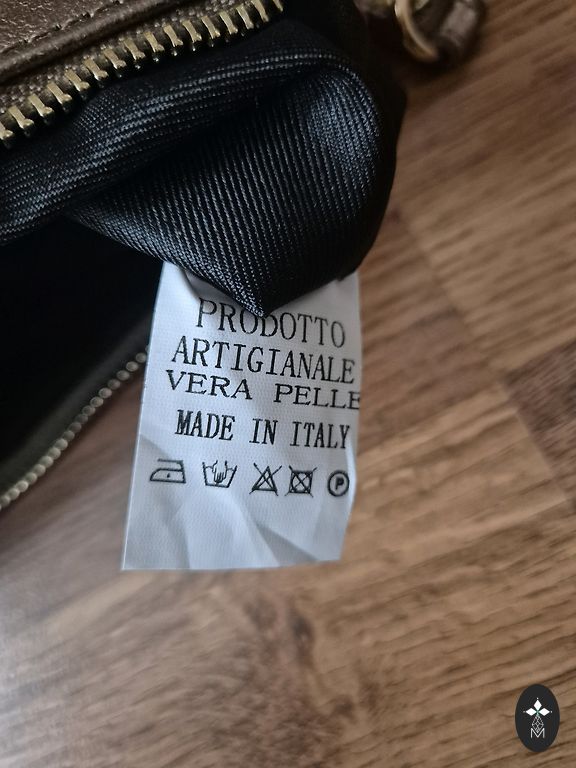 PRODOTTO
ARTIGIANALE
VERA PELLE
MADE IN ITALY
P
M